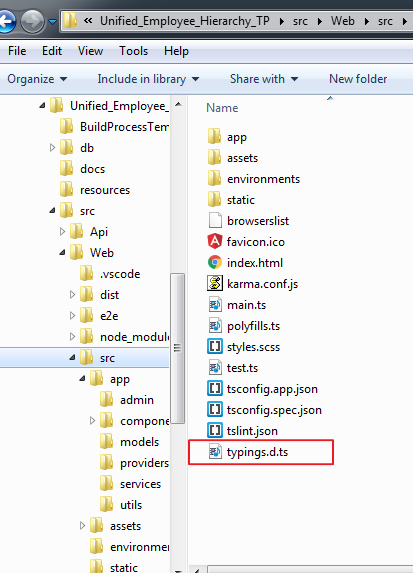 Unified_Employee_Hierarchy_TP src Web src
File Edit View Tools Help
Organize Include in library Share with New folder
Unified_Employee_
BuildProcessTem
db
docs
resources
src
Api
Web
.vscode
dist
e2e
node_module
src
app
admin
compone
models
providers
services
utils
assets
environmen
static
Name
app
assets
environments
static
browserslist
favicon.ico
index.html
karma.conf.js
main.ts
polyfills.ts
styles.scss
test.ts
tsconfig.app.json
tsconfig.spec.json
tslint.json
typings.d.ts